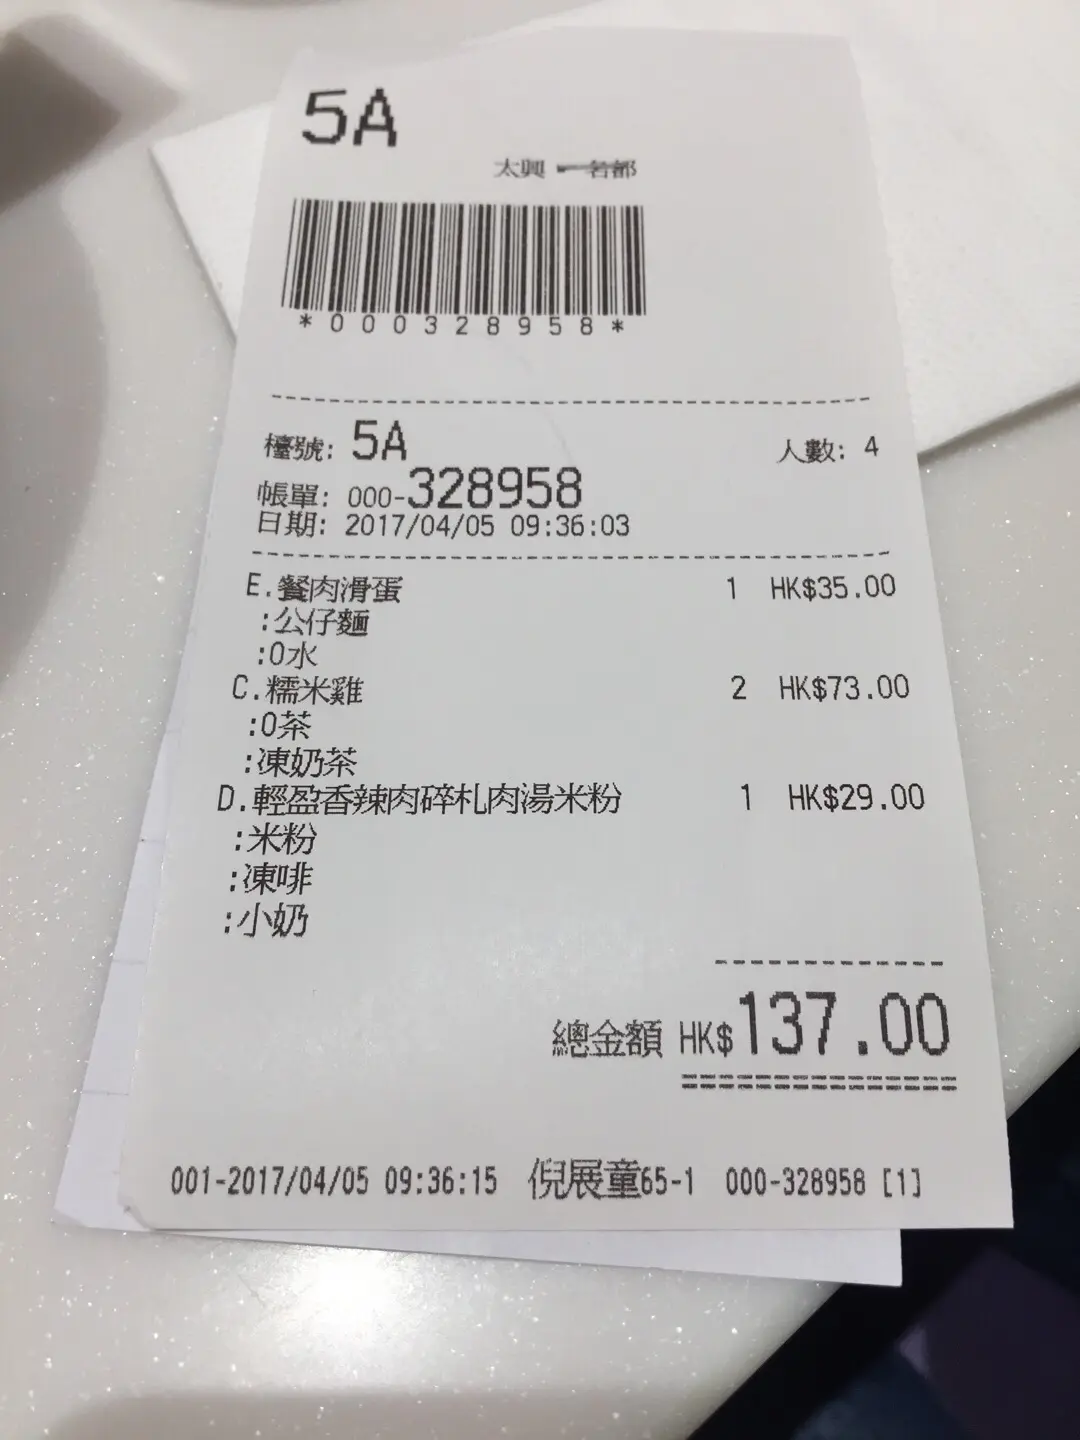 5A
太興 - 名都
*000328958*
檯號: 5A 人數: 4
帳單: 000-328958
日期: 2017/04/05 09:36:03
E.餐肉滑蛋 1 HK$35.00
:公仔麵
:0水
C.糯米雞 2 HK$73.00
:0茶
:凍奶茶
D.輕盈香辣肉碎札肉湯米粉 1 HK$29.00
:米粉
:凍啡
:小奶
總金額 HK$137.00
001-2017/04/05 09:36:15 倪展童65-1 000-328958 [1]